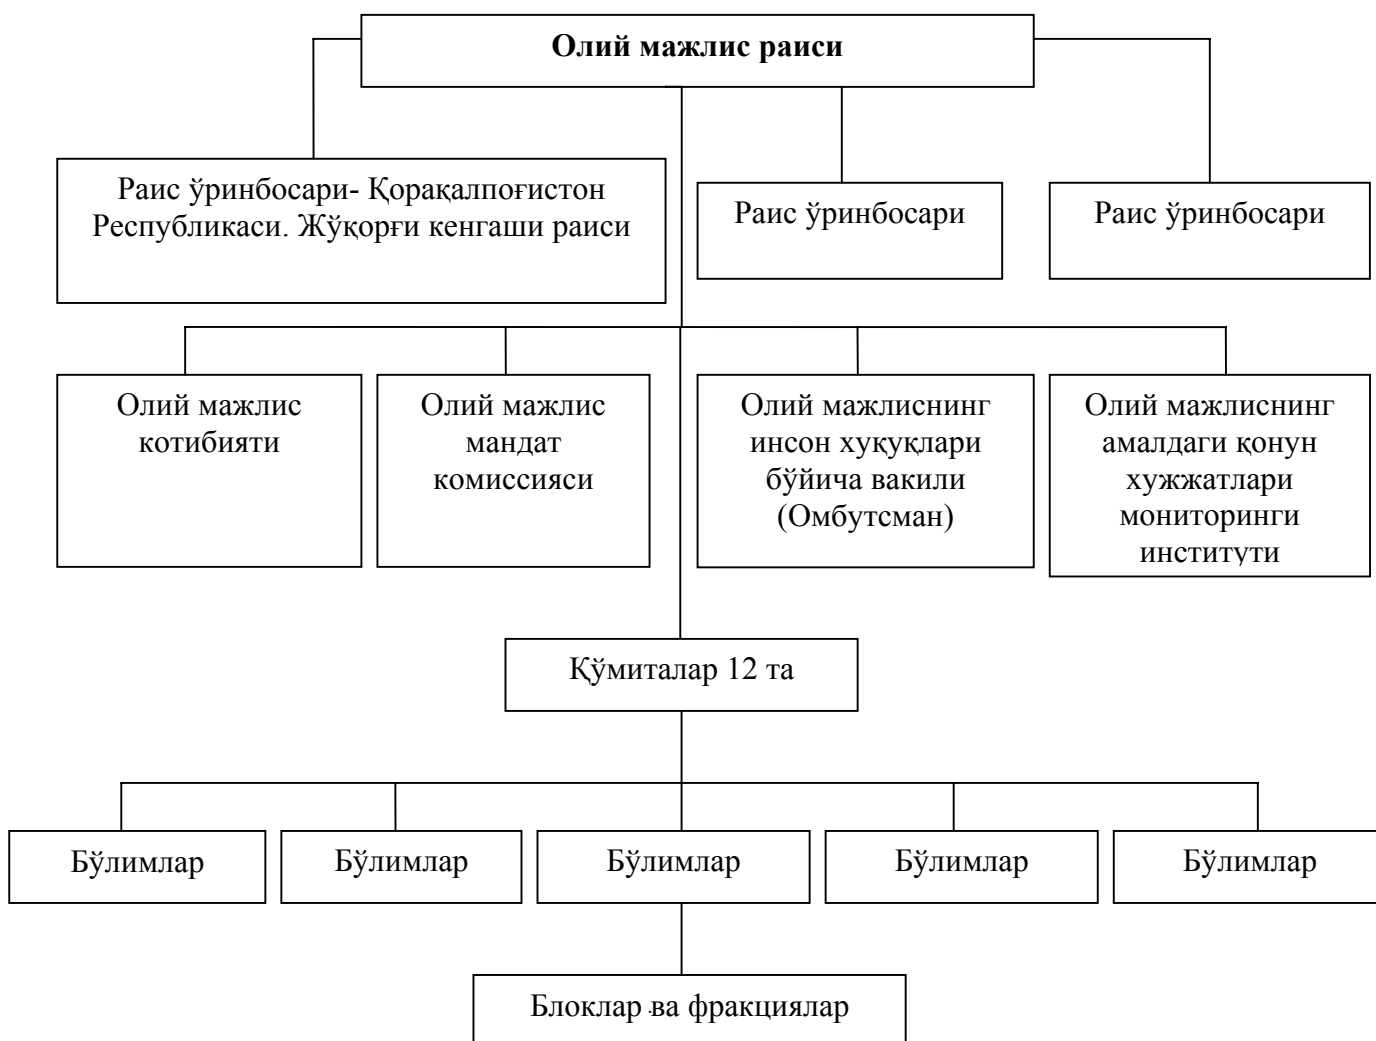 Олий мажлис раиси
Раис ўринбосари- Қорақалпоғистон
Республикаси. Жўқорғи кенгаши раиси
Раис ўринбосари
Раис ўринбосари
Олий мажлис
котибияти
Олий мажлис
мандат
комиссияси
Олий мажлиснинг
инсон хуқуқлари
бўйича вакили
(Омбутсман)
Олий мажлиснинг
амалдаги қонун
хужжатлари
мониторинги
институти
Қўмиталар 12 та
Бўлимлар
Бўлимлар
Бўлимлар
Бўлимлар
Бўлимлар
Блоклар ва фракциялар